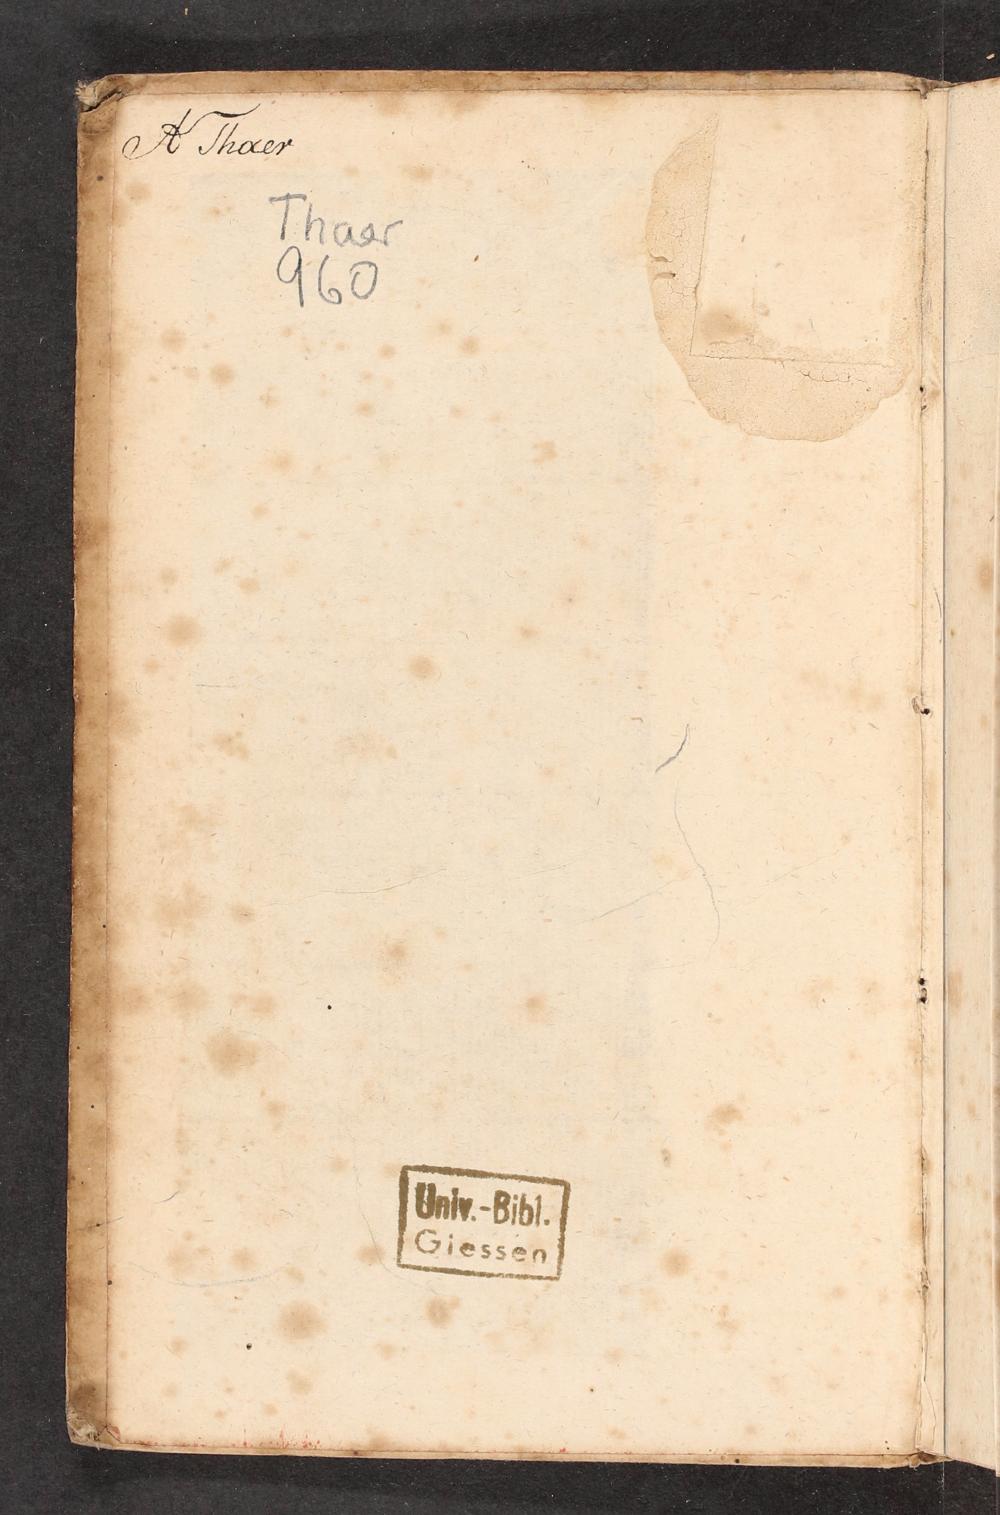 A Thaer
Thaer
960
Univ.-Bibl.
Giessen